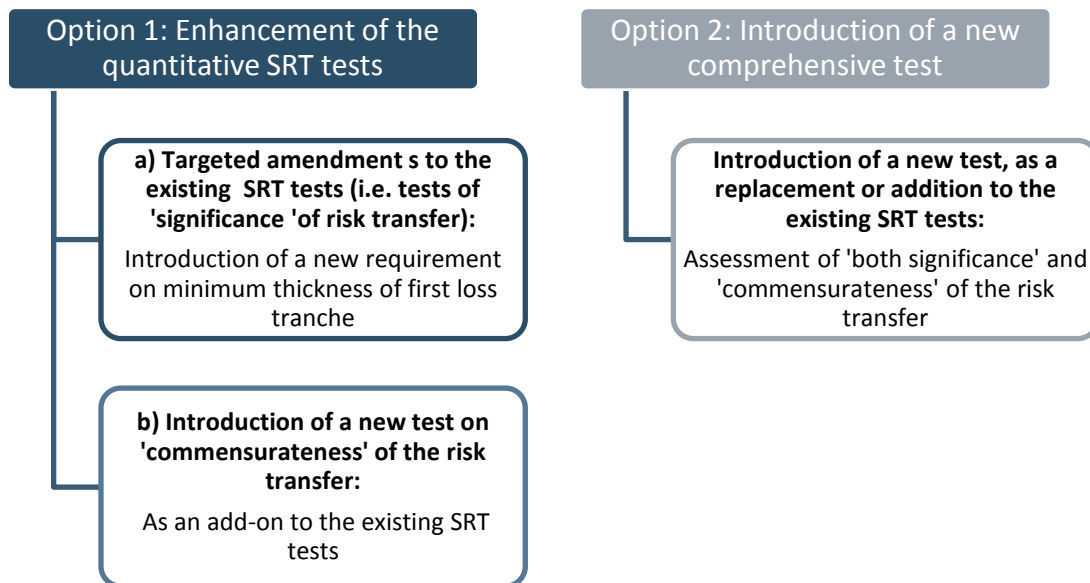 Option 1: Enhancement of the
quantitative SRT tests
a) Targeted amendment s to the
existing SRT tests (i.e. tests of
'significance 'of risk transfer):
Introduction of a new requirement
on minimum thickness of first loss
tranche
b) Introduction of a new test on
'commensurateness' of the risk
transfer:
As an add-on to the existing SRT
tests
Option 2: Introduction of a new
comprehensive test
Introduction of a new test, as a
replacement or addition to the
existing SRT tests:
Assessment of 'both significance' and
'commensurateness' of the risk
transfer